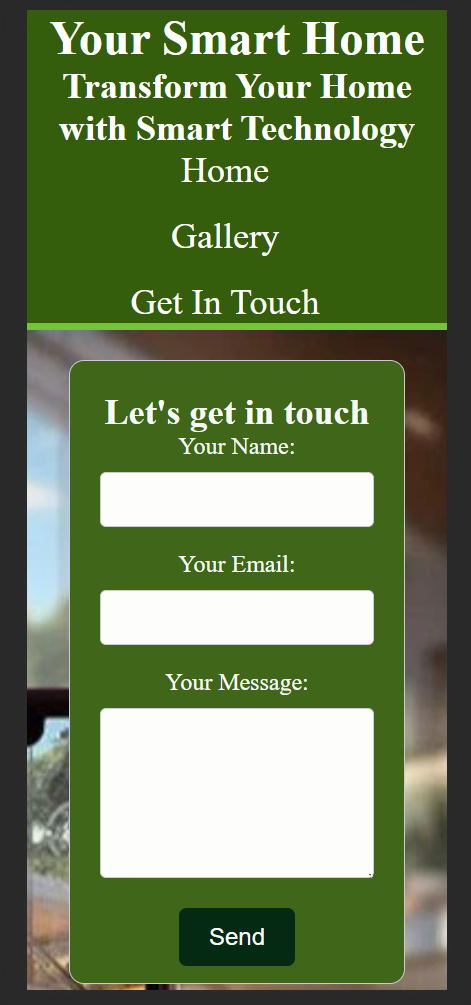 Your Smart Home
Transform Your Home
with Smart Technology
Home
Gallery
Get In Touch
Let's get in touch
Your Name:
Your Email:
Your Message:
Send